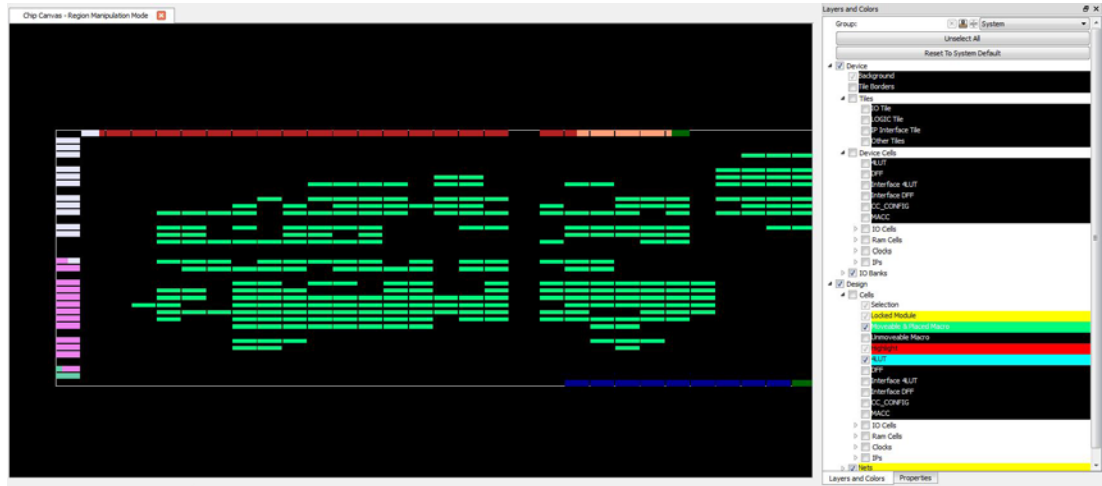 Chip Canvas - Region Manipulation Mode
Layers and Colors
Group:
System
Unselect All
Reset To System Default
Device
Background
Tile Borders
Tiles
IO Tile
LOGIC Tile
IP Interface Tile
Other Tiles
Device Cells
4LUT
DFF
Interface 4LUT
Interface DFF
CC_CONFIG
MACC
IO Cells
Ram Cells
Clocks
IPs
IO Banks
Design
Cells
Selection
Locked Module
Moveable & Placed Macro
Unmoveable Macro
Highlight
4LUT
DFF
Interface 4LUT
Interface DFF
CC_CONFIG
MACC
IO Cells
Ram Cells
Clocks
IPs
Nets
Layers and Colors
Properties